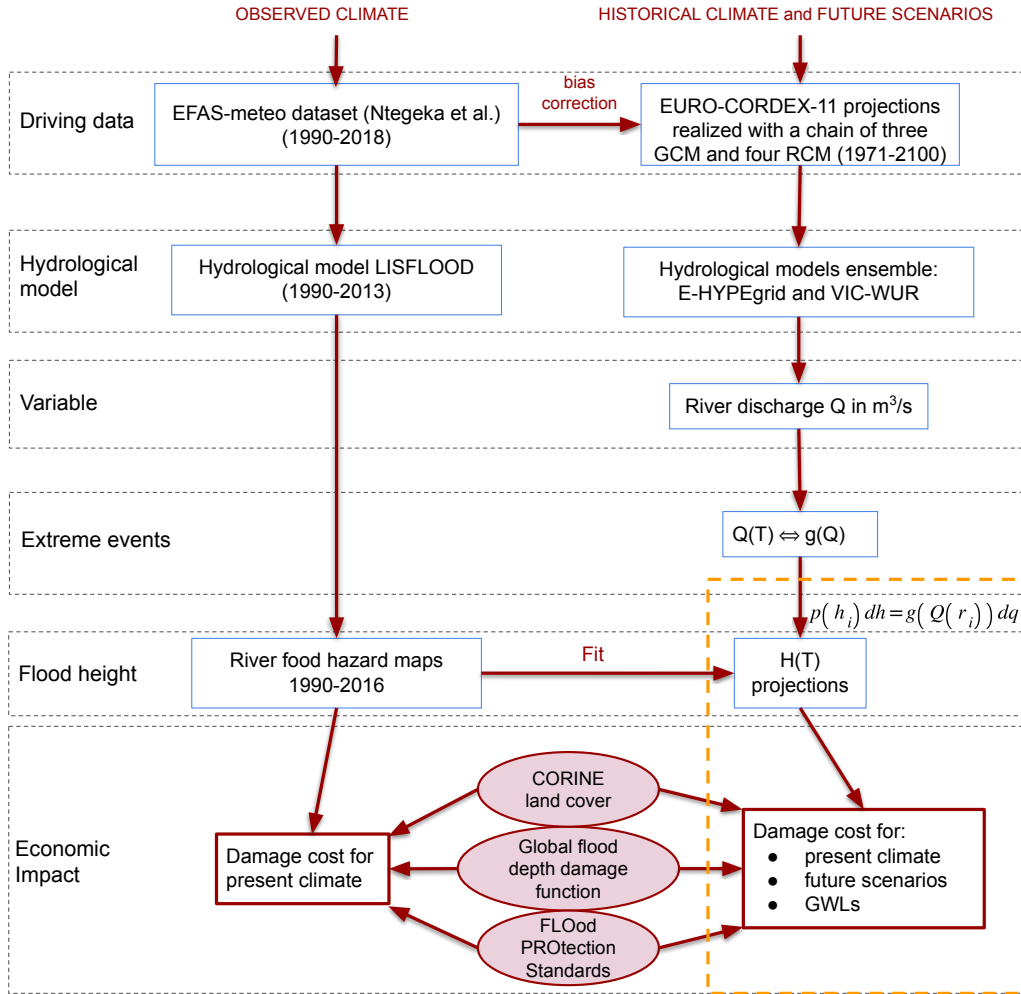 OBSERVED CLIMATE
HISTORICAL CLIMATE and FUTURE SCENARIOS
Driving data
EFAS-meteo dataset (Ntegeka et al.)
(1990-2018)
bias
correction
EURO-CORDEX-11 projections
realized with a chain of three
GCM and four RCM (1971-2100)
Hydrological
model
Hydrological model LISFLOOD
(1990-2013)
Hydrological models ensemble:
E-HYPEgrid and VIC-WUR
Variable
River discharge Q in m³/s
Extreme events
Q(T) ⇔ g(Q)
p(h_i) dh=g(Q(r_i)) dq
Flood height
River food hazard maps
1990-2016
Fit
H(T)
projections
Economic
Impact
CORINE
land cover
Damage cost for
present climate
Global flood
depth damage
function
FLOod
PROtection
Standards
Damage cost for:
● present climate
● future scenarios
● GWLs